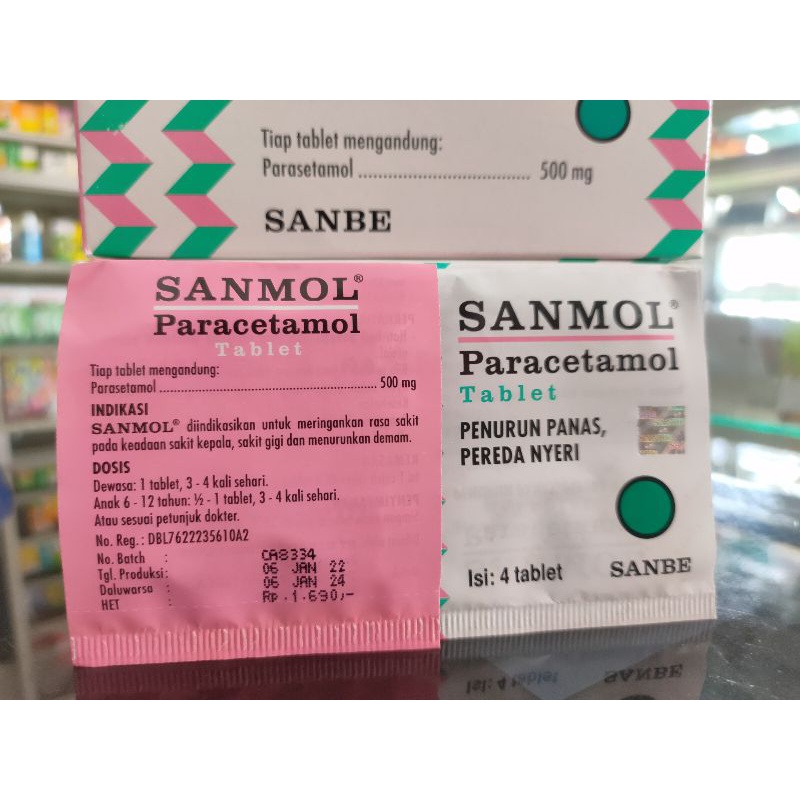 Tiap tablet mengandung:
Parasetamol .................................. 500 mg
SANBE
SANMOL®
Paracetamol
Tablet
Tiap tablet mengandung:
Parasetamol .................................................. 500 mg
INDIKASI
SANMOL® diindikasikan untuk meringankan rasa sakit
pada keadaan sakit kepala, sakit gigi dan menurunkan demam.
DOSIS
Dewasa: 1 tablet, 3 - 4 kali sehari.
Anak 6 - 12 tahun: ½ - 1 tablet, 3 - 4 kali sehari.
Atau sesuai petunjuk dokter.
No. Reg.: DBL7622235610A2
No. Batch : CA8334
Tgl. Produksi: 06 JAN 22
Daluwarsa : 06 JAN 24
HET : Rp.1.690,-
SANMOL®
Paracetamol
Tablet
PENURUN PANAS,
PEREDA NYERI
Isi: 4 tablet
SANBE
Isi: 4 tablet
SANBE